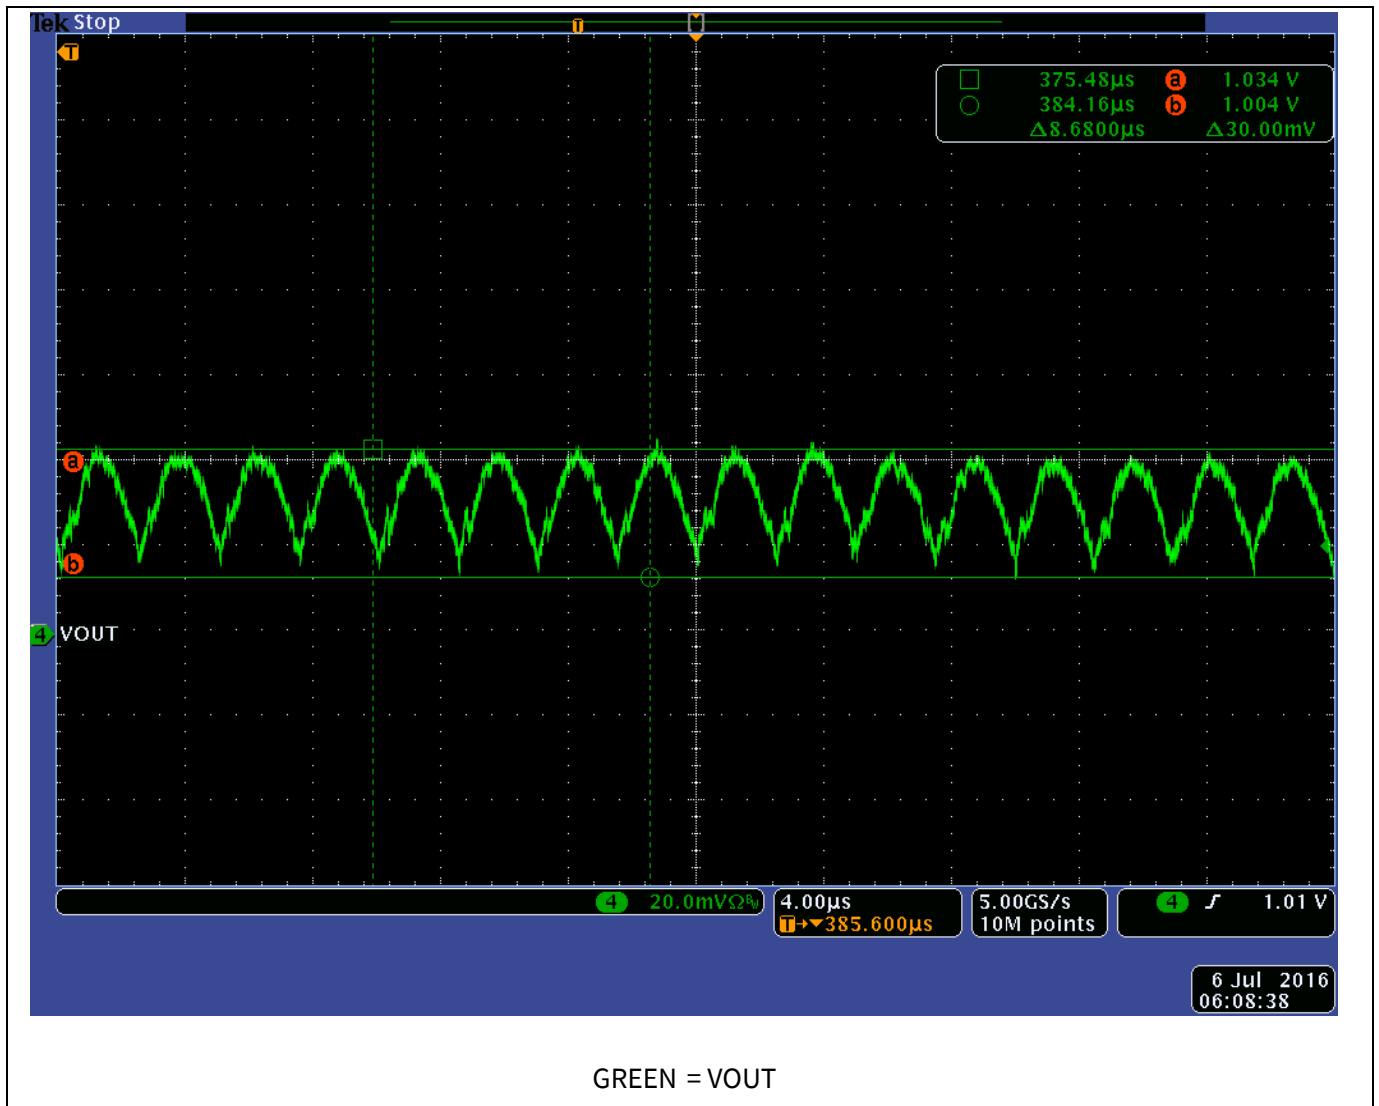 Tek Stop
T
T
375.48µs a 1.034 V
384.16µs b 1.004 V
Δ8.6800µs Δ30.00mV
a
b
4 VOUT
4 20.0mVΩBW
4.00µs
T→▼385.600µs
5.00GS/s
10M points
4 1.01 V
6 Jul 2016
06:08:38
GREEN = VOUT